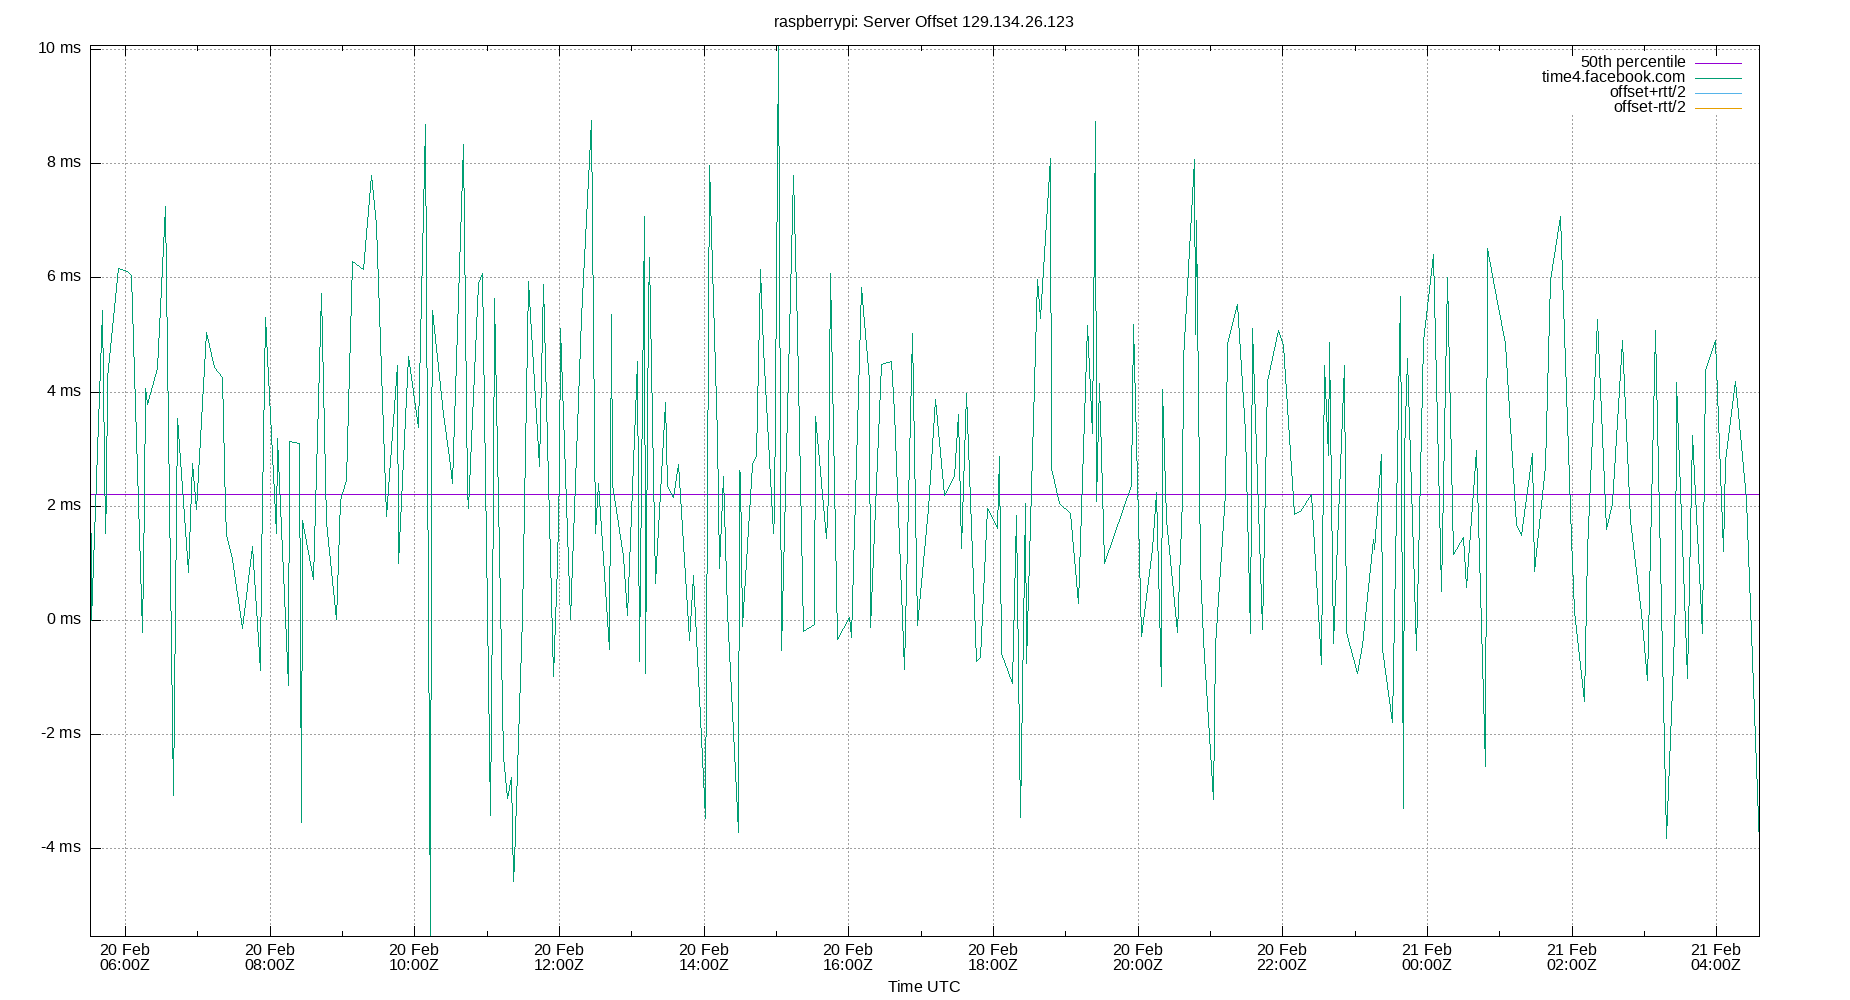 raspberrypi: Server Offset 129.134.26.123
10 ms
8 ms
6 ms
4 ms
2 ms
0 ms
-2 ms
-4 ms
50th percentile
time4.facebook.com
offset+rtt/2
offset-rtt/2
20 Feb 20 Feb 20 Feb 20 Feb 20 Feb 20 Feb 20 Feb 20 Feb 20 Feb 21 Feb 21 Feb 21 Feb
06:00Z 08:00Z 10:00Z 12:00Z 14:00Z 16:00Z 18:00Z 20:00Z 22:00Z 00:00Z 02:00Z 04:00Z
Time UTC